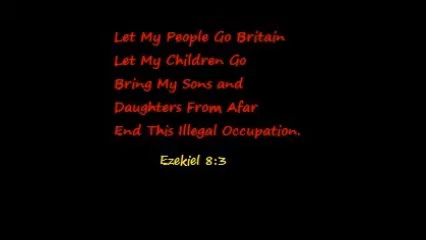 Let My People Go Britain
Let My Children Go
Bring My Sons and
Daughters From Afar
End This Illegal Occupation.
Ezekiel 8:3